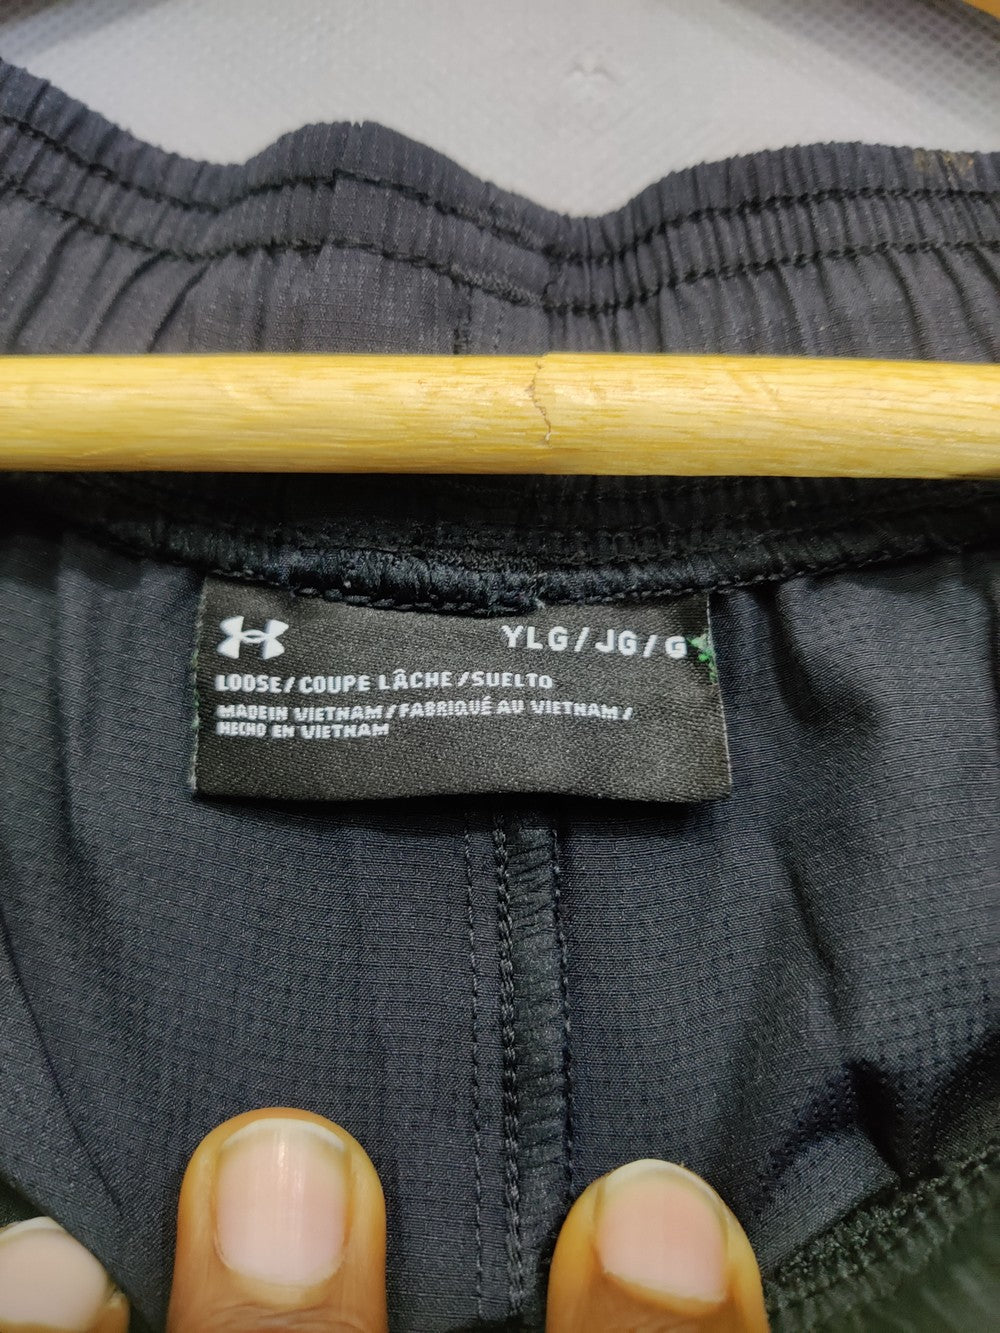 YLG/JG/G
LOOSE/COUPE LÂCHE/SUELTO
MADE IN VIETNAM/FABRIQUÉ AU VIETNAM/
HECHO EN VIETNAM